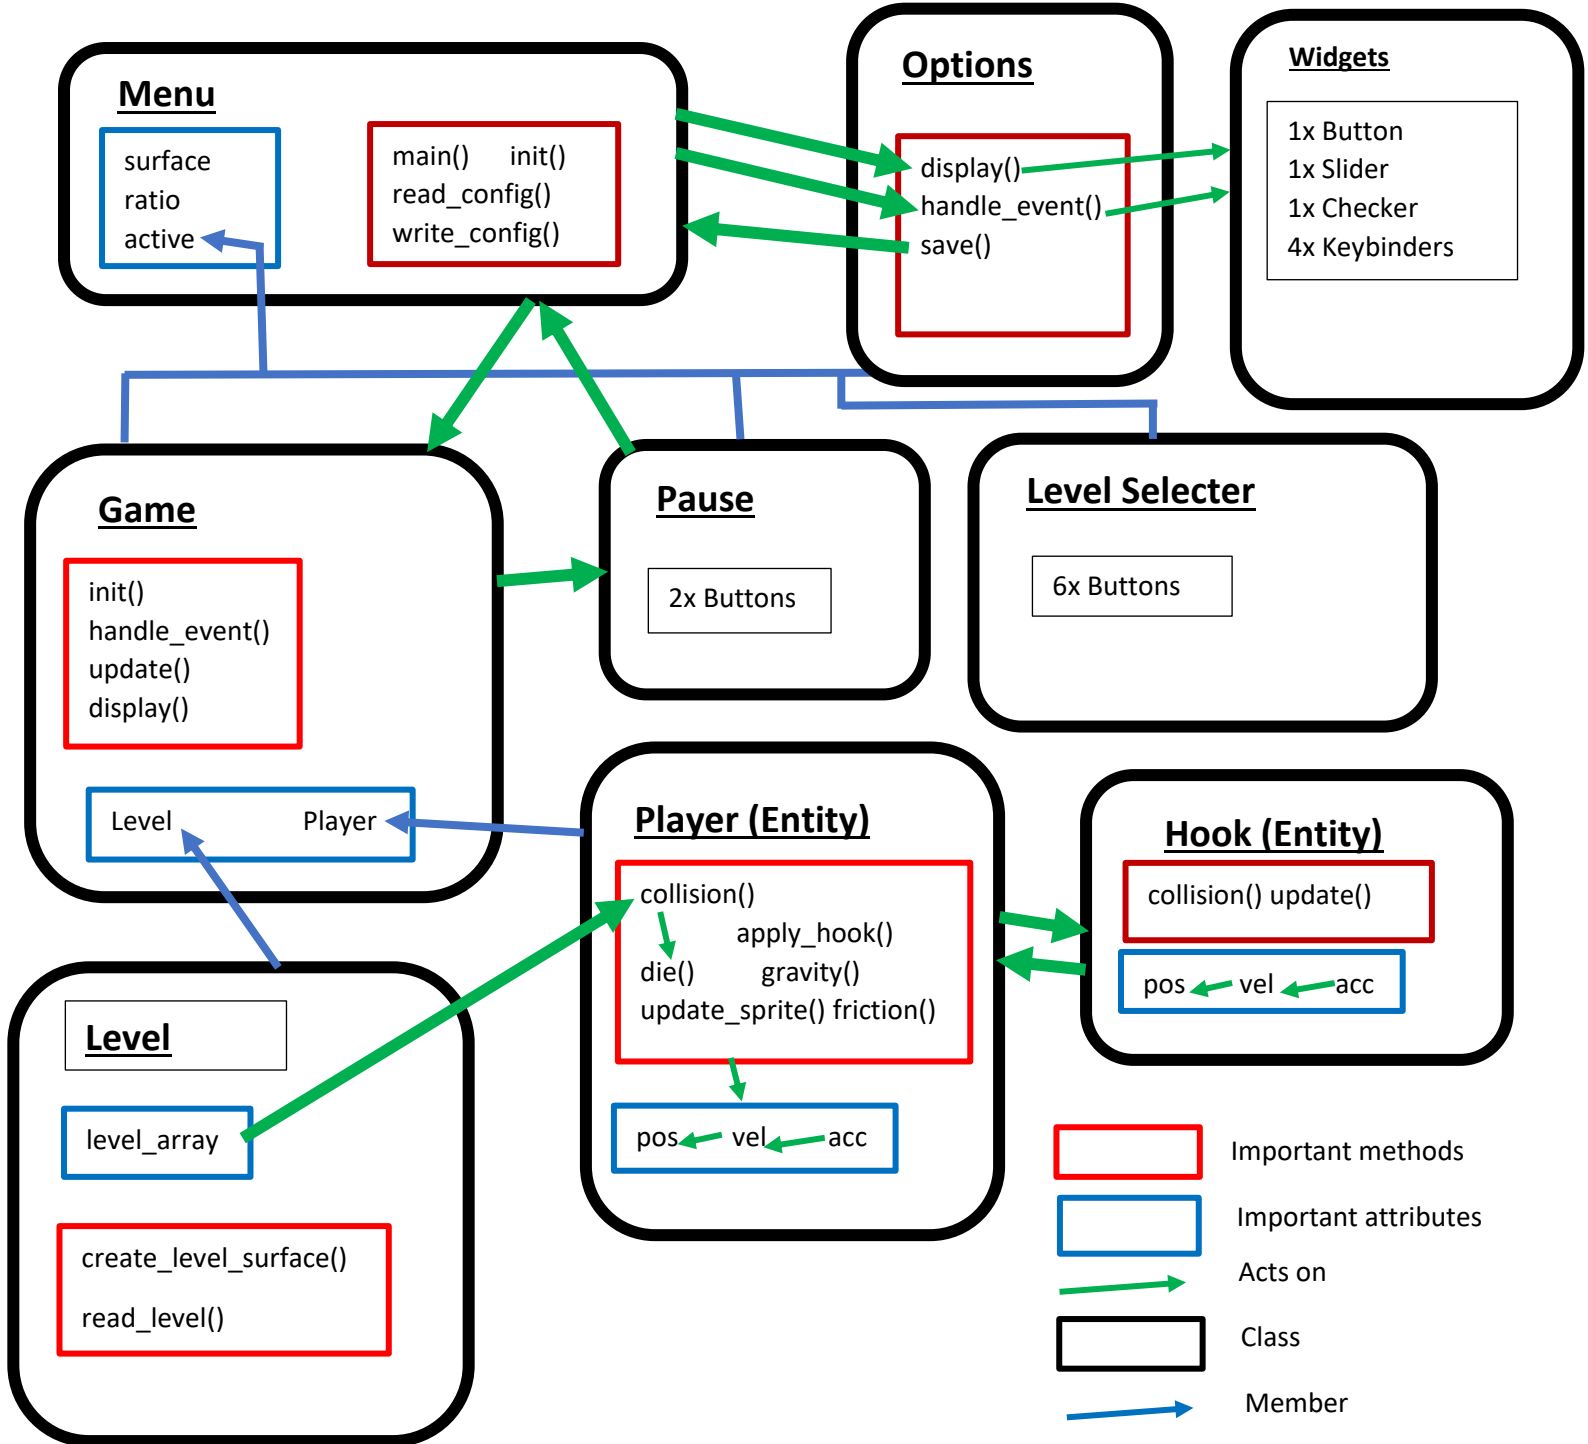 Menu
surface
ratio
active
main() init()
read_config()
write_config()
Options
display()
handle_event()
save()
Widgets
1x Button
1x Slider
1x Checker
4x Keybinders
Game
init()
handle_event()
update()
display()
Level Player
Pause
2x Buttons
Level Selecter
6x Buttons
Player (Entity)
collision()
apply_hook()
die() gravity()
update_sprite() friction()
pos vel acc
Hook (Entity)
collision() update()
pos vel acc
Level
level_array
create_level_surface()
read_level()
Important methods
Important attributes
Acts on
Class
Member